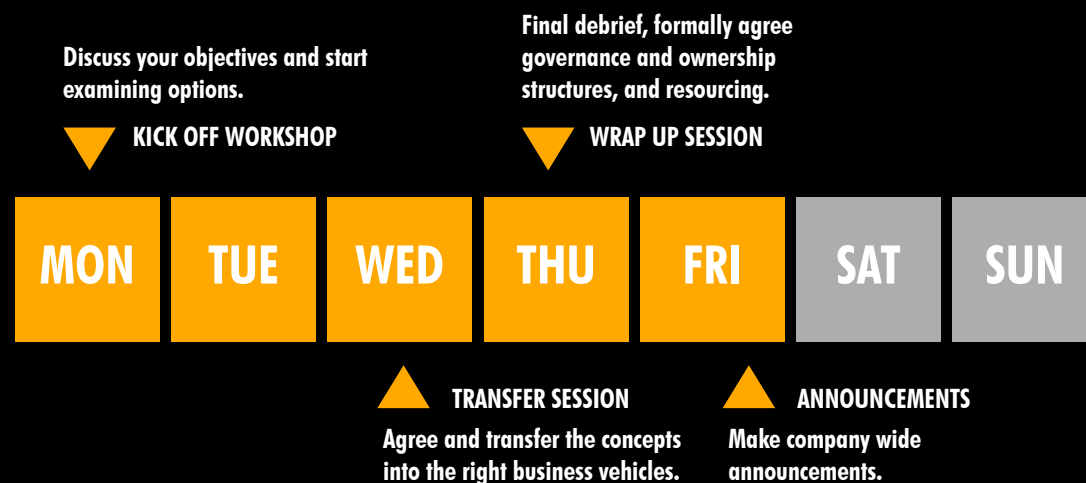 Discuss your objectives and start
examining options.
KICK OFF WORKSHOP
Final debrief, formally agree
governance and ownership
structures, and resourcing.
WRAP UP SESSION
MON
TUE
WED
THU
FRI
SAT
SUN
TRANSFER SESSION
Agree and transfer the concepts
into the right business vehicles.
ANNOUNCEMENTS
Make company wide
announcements.